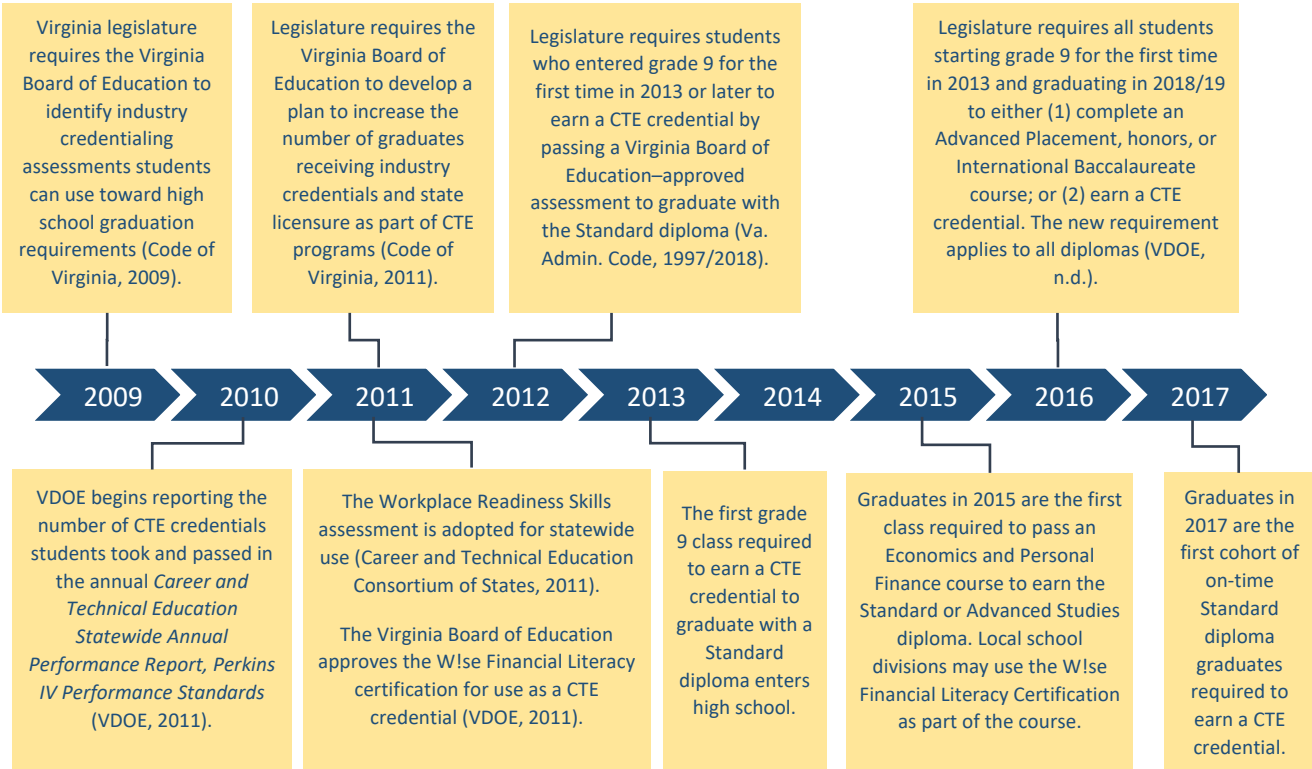 Virginia legislature
requires the Virginia
Board of Education to
identify industry
credentialing
assessments students
can use toward high
school graduation
requirements (Code of
Virginia, 2009).
Legislature requires the
Virginia Board of
Education to develop a
plan to increase the
number of graduates
receiving industry
credentials and state
licensure as part of CTE
programs (Code of
Virginia, 2011).
Legislature requires students
who entered grade 9 for the
first time in 2013 or later to
earn a CTE credential by
passing a Virginia Board of
Education–approved
assessment to graduate with
the Standard diploma (Va.
Admin. Code, 1997/2018).
Legislature requires all students
starting grade 9 for the first time
in 2013 and graduating in 2018/19
to either (1) complete an
Advanced Placement, honors, or
International Baccalaureate
course; or (2) earn a CTE
credential. The new requirement
applies to all diplomas (VDOE,
n.d.).
2009 2010 2011 2012 2013 2014 2015 2016 2017
VDOE begins reporting the
number of CTE credentials
students took and passed in
the annual Career and
Technical Education
Statewide Annual
Performance Report, Perkins
IV Performance Standards
(VDOE, 2011).
The Workplace Readiness Skills
assessment is adopted for statewide
use (Career and Technical Education
Consortium of States, 2011).
The Virginia Board of Education
approves the W!se Financial Literacy
certification for use as a CTE
credential (VDOE, 2011).
The first grade
9 class required
to earn a CTE
credential to
graduate with a
Standard
diploma enters
high school.
Graduates in 2015 are the first
class required to pass an
Economics and Personal
Finance course to earn the
Standard or Advanced Studies
diploma. Local school
divisions may use the W!se
Financial Literacy Certification
as part of the course.
Graduates in
2017 are the
first cohort of
on-time
Standard
diploma
graduates
required to
earn a CTE
credential.